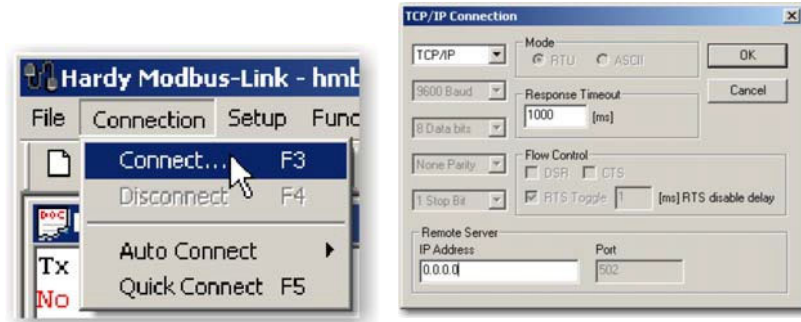 Hardy Modbus-Link - hmb
File Connection Setup Func
Connect... F3
Disconnect F4
Auto Connect
Quick Connect F5
DOC
Tx
No
TCP/IP Connection
TCP/IP
Mode
RTU ASCII
OK
9600 Baud
Response Timeout
Cancel
1000 [ms]
8 Data bits
None Parity
Flow Control
DSR CTS
1 Stop Bit
RTS Toggle 1 [ms] RTS disable delay
Remote Server
IP Address Port
0.0.0.0 502